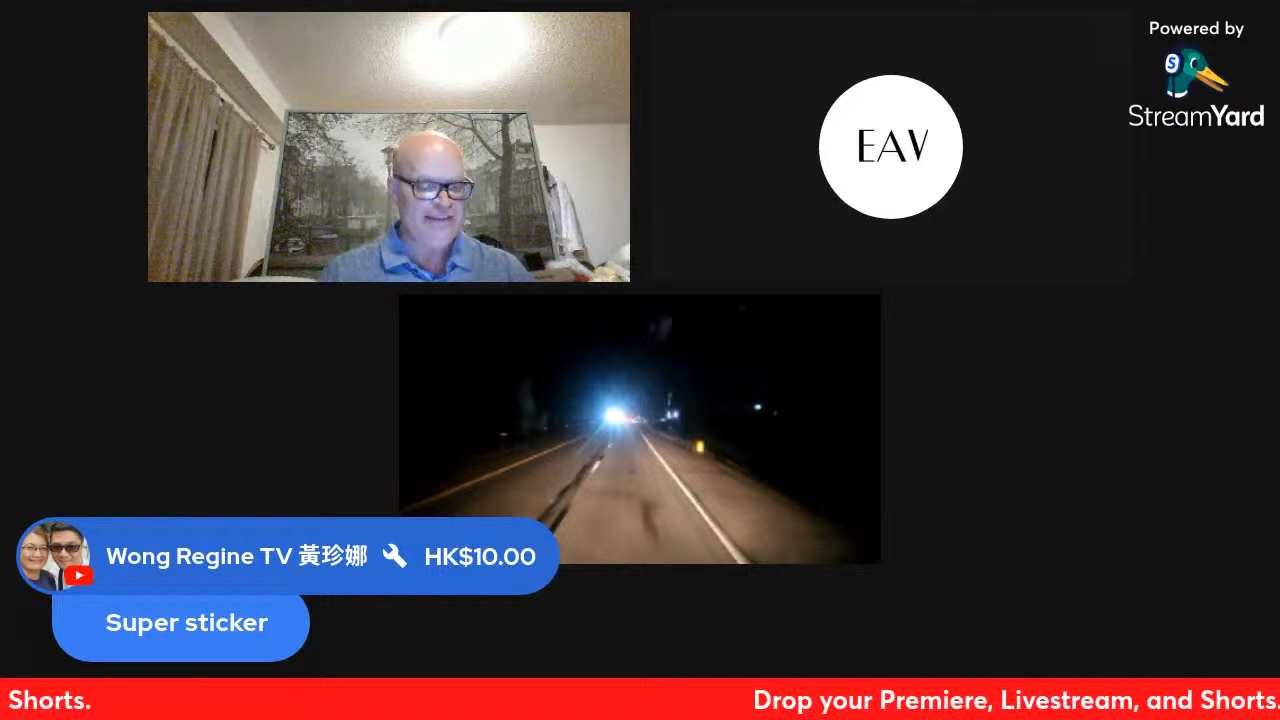 Powered by
StreamYard
S
EAV
Wong Regine TV 黃珍娜 HK$10.00
Super sticker
Shorts. Drop your Premiere, Livestream, and Shorts.